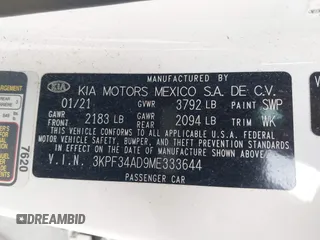 MANUFACTURED BY
KIA KIA MOTORS MEXICO S.A. DE C.V.
01/21 GVWR 3792 LB PAINT SWP
GAWR FRONT 2183 LB GAWR REAR 2094 LB TRIM WK
THIS VEHICLE CONFORMS TO ALL APPLICABLE U.S.A. FEDERAL
MOTOR VEHICLE SAFETY, BUMPER, AND THEFT PREVENTION
STANDARDS IN EFFECT ON THE DATE OF MANUFACTURE SHOWN ABOVE.
V.I.N. 3KPF34AD9ME333644
PASSENGER CAR
7620
DREAMBID